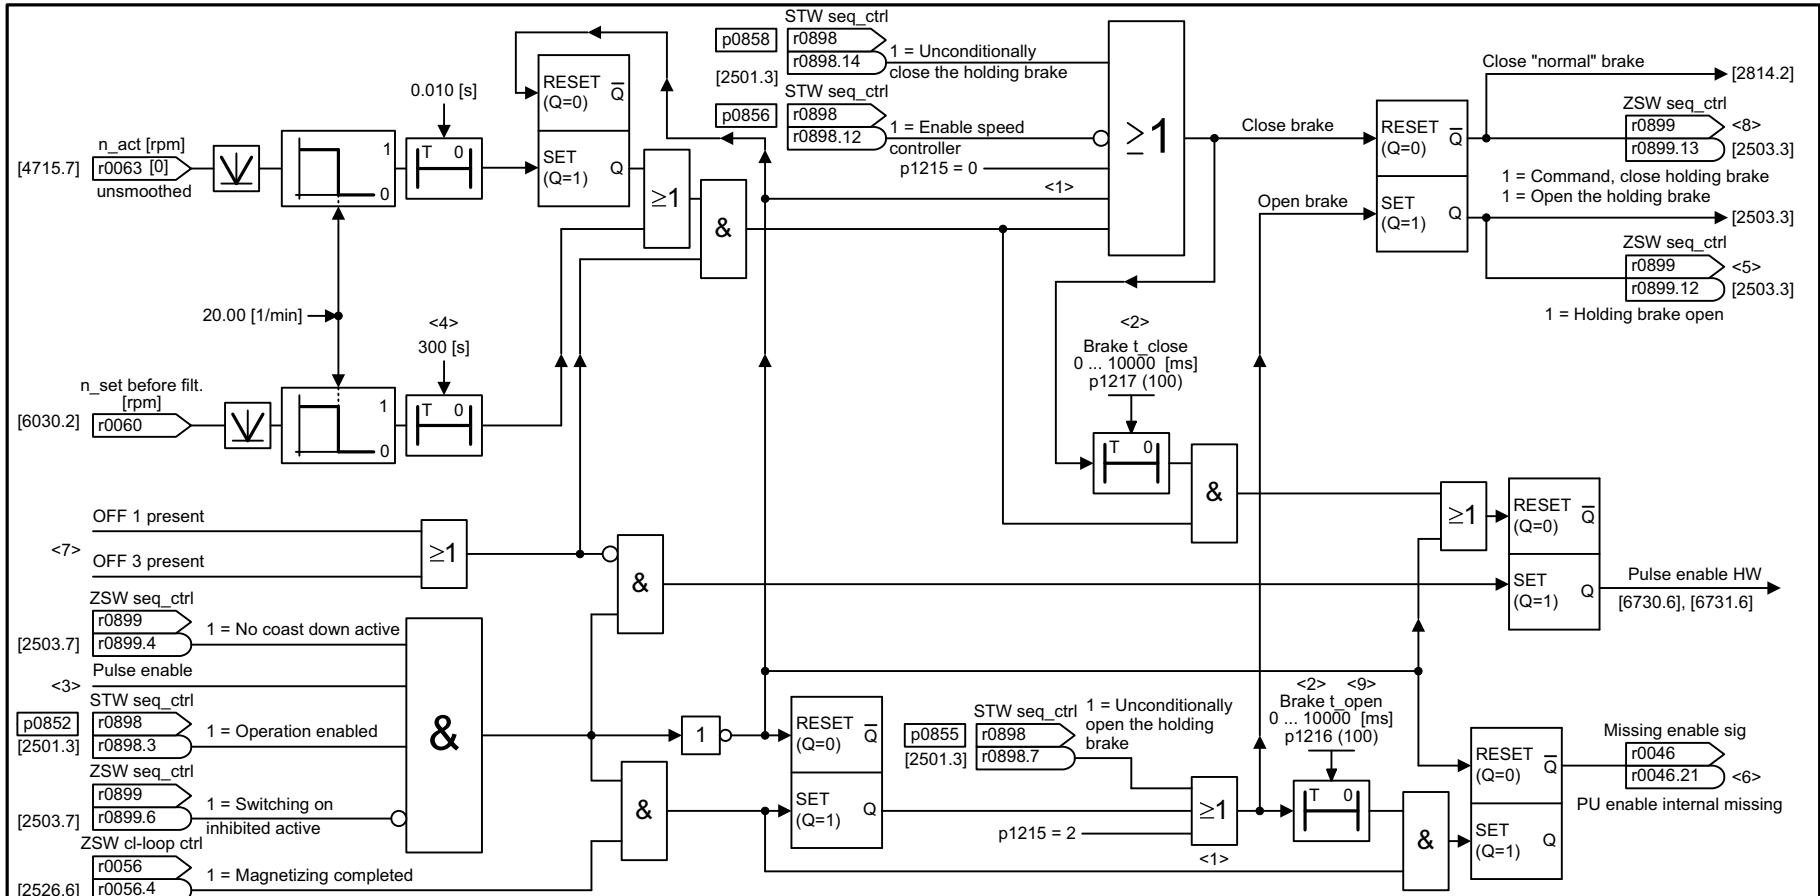 STW seq_ctrl
p0858
r0898
r0898.14
1 = Unconditionally
close the holding brake
[2501.3]
STW seq_ctrl
p0856
r0898
r0898.12
1 = Enable speed
controller
p1215 = 0
<1>
≥1
RESET
(Q=0)
Q
SET
(Q=1)
Q
0.010 [s]
n_act [rpm]
[4715.7]
r0063 [0]
unsmoothed
1
0
T 0
≥1
&
Close brake
Open brake
RESET
(Q=0)
Q
SET
(Q=1)
Q
Close "normal" brake
[2814.2]
ZSW seq_ctrl
r0899
<8>
r0899.13
[2503.3]
1 = Command, close holding brake
1 = Open the holding brake
[2503.3]
ZSW seq_ctrl
r0899
<5>
r0899.12
[2503.3]
1 = Holding brake open
20.00 [1/min]
<4>
300 [s]
n_set before filt.
[rpm]
[6030.2]
r0060
1
0
T 0
<2>
Brake t_close
0 ... 10000 [ms]
p1217 (100)
T 0
&
≥1
RESET
(Q=0)
Q
SET
(Q=1)
Q
Pulse enable HW
[6730.6], [6731.6]
OFF 1 present
<7>
OFF 3 present
≥1
&
ZSW seq_ctrl
r0899
[2503.7]
r0899.4
1 = No coast down active
Pulse enable
<3>
STW seq_ctrl
p0852
r0898
[2501.3]
r0898.3
1 = Operation enabled
ZSW seq_ctrl
r0899
[2503.7]
r0899.6
1 = Switching on
inhibited active
&
ZSW cl-loop ctrl
r0056
[2526.6]
r0056.4
1 = Magnetizing completed
1
&
RESET
(Q=0)
Q
SET
(Q=1)
Q
STW seq_ctrl
p0855
r0898
[2501.3]
r0898.7
1 = Unconditionally
open the holding
brake
p1215 = 2
≥1
<1>
<2> <9>
Brake t_open
0 ... 10000 [ms]
p1216 (100)
T 0
&
RESET
(Q=0)
Q
SET
(Q=1)
Q
Missing enable sig
r0046
r0046.21
<6>
PU enable internal missing